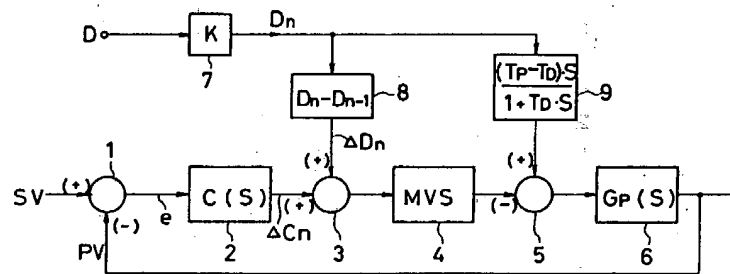 D
K
Dn
7
Dn-Dn-1
8
(TP-TD)·S
1+TD·S
9
ΔDn
1
(+)
(+)
SV
(+)
(-)
e
C(S)
2
ΔCn
(+)
3
MVS
4
(-)
5
GP(S)
6
PV